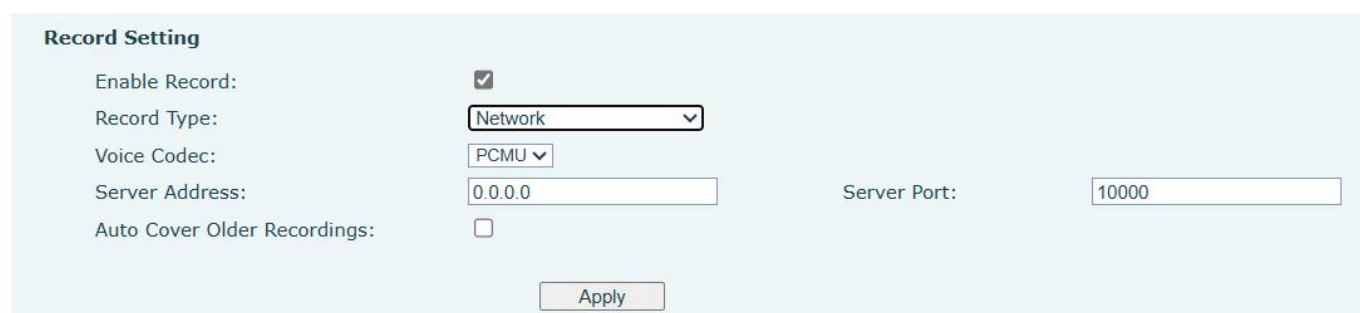 Record Setting
Enable Record:
Record Type: Network
Voice Codec: PCMU
Server Address: 0.0.0.0 Server Port: 10000
Auto Cover Older Recordings:
Apply